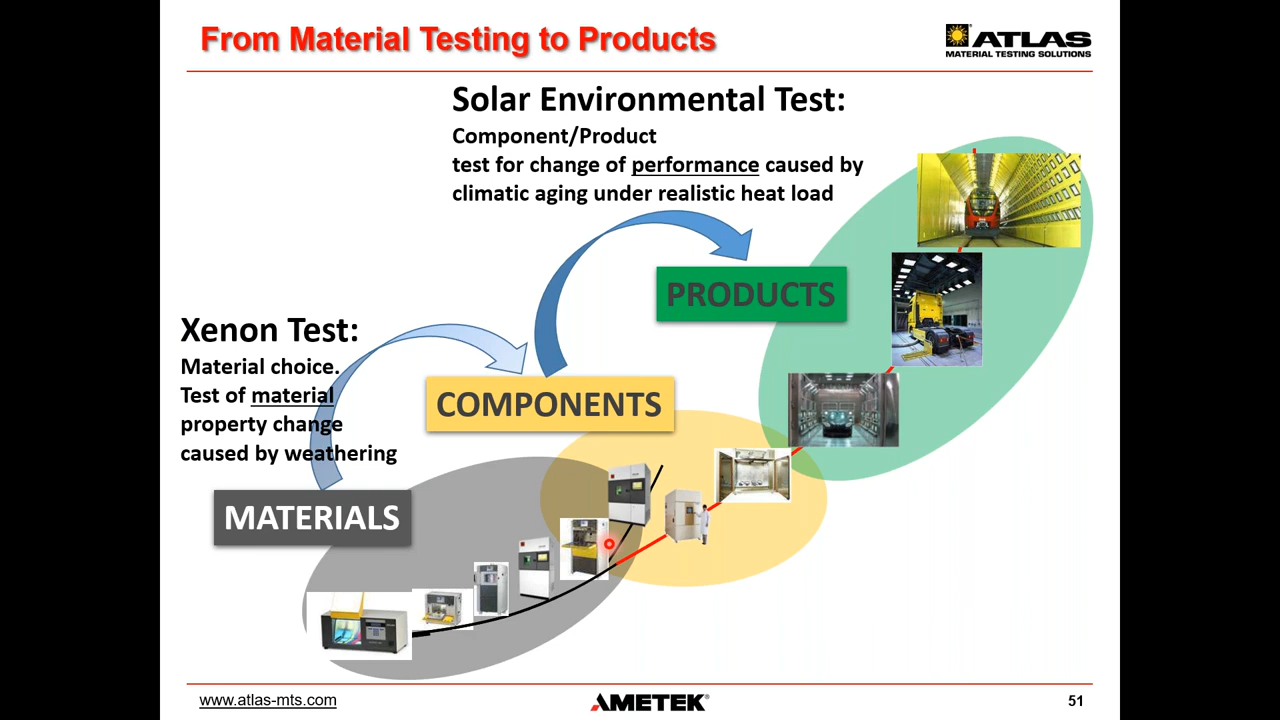 From Material Testing to Products
ATLAS
MATERIAL TESTING SOLUTIONS
Solar Environmental Test:
Component/Product
test for change of performance caused by
climatic aging under realistic heat load
PRODUCTS
Xenon Test:
Material choice.
Test of material
property change
caused by weathering
COMPONENTS
MATERIALS
www.atlas-mts.com
AMETEK®
51